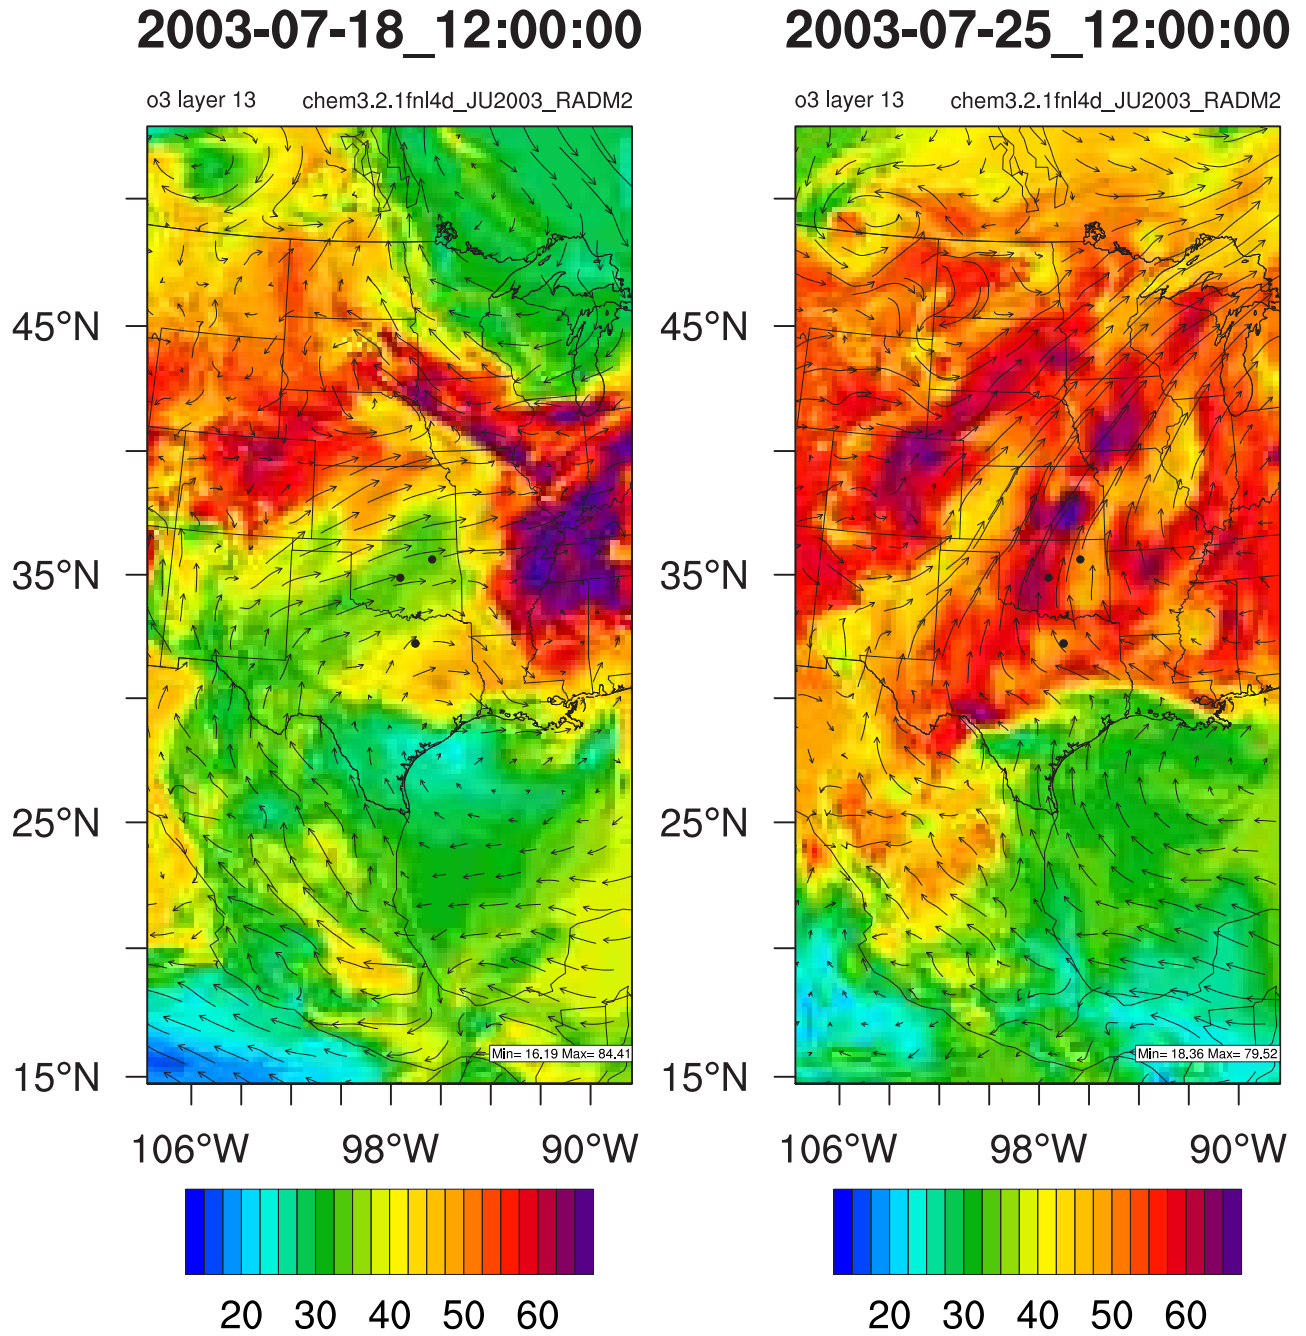 2003-07-18_12:00:00
o3 layer 13 chem3.2.1fnl4d_JU2003_RADM2
45°N
35°N
25°N
15°N
Min= 16.19 Max= 84.41
106°W 98°W 90°W
20 30 40 50 60
2003-07-25_12:00:00
o3 layer 13 chem3.2.1fnl4d_JU2003_RADM2
45°N
35°N
25°N
15°N
Min= 18.36 Max= 79.52
106°W 98°W 90°W
20 30 40 50 60